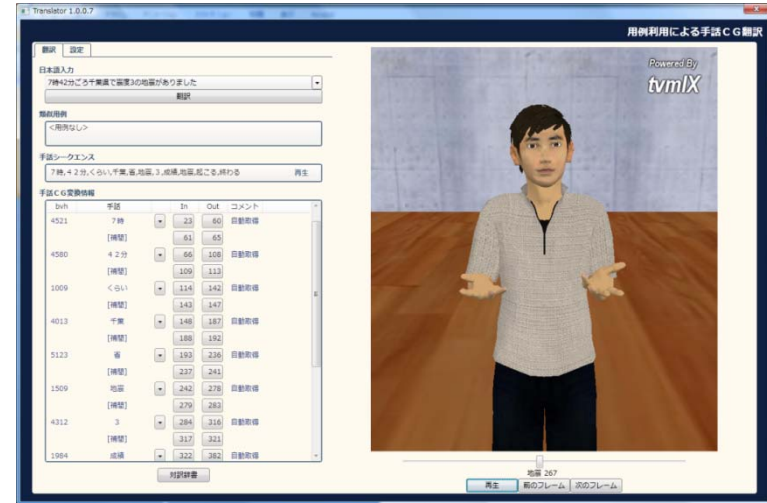 Translator 1.0.0.7
用例利用による手話CG翻訳
翻訳 設定
日本語入力
7時42分ごろ千葉県で震度3の地震がありました
翻訳
類似用例
<用例なし>
手話シークエンス
7時,42分,くらい,千葉,省,地震,3,成績,地震,起こる,終わる 再生
手話CG変換情報
bvh 手話 In Out コメント
4521 7時 23 60 自動取得
[補間] 61 65
4580 42分 66 108 自動取得
[補間] 109 113
1009 くらい 114 142 自動取得
[補間] 143 147
4013 千葉 148 187 自動取得
[補間] 188 192
5123 省 193 236 自動取得
[補間] 237 241
1509 地震 242 278 自動取得
[補間] 279 283
4312 3 284 316 自動取得
[補間] 317 321
1984 成績 322 382 自動取得
対訳辞書
Powered By
tvmlX
地震 267
再生 前のフレーム 次のフレーム